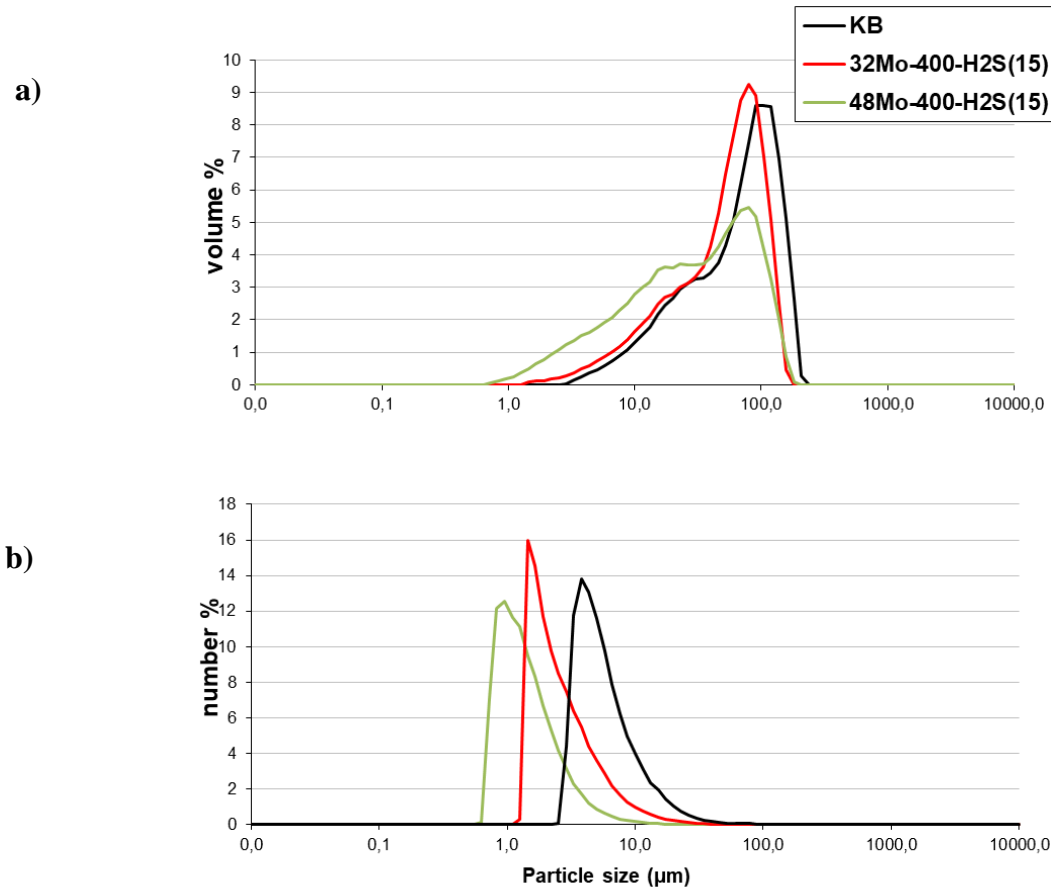 KB
32Mo-400-H2S(15)
48Mo-400-H2S(15)
a)
volume %
10
9
8
7
6
5
4
3
2
1
0
0,0 0,1 1,0 10,0 100,0 1000,0 10000,0
b)
number %
18
16
14
12
10
8
6
4
2
0
0,0 0,1 1,0 10,0 100,0 1000,0 10000,0
Particle size (µm)